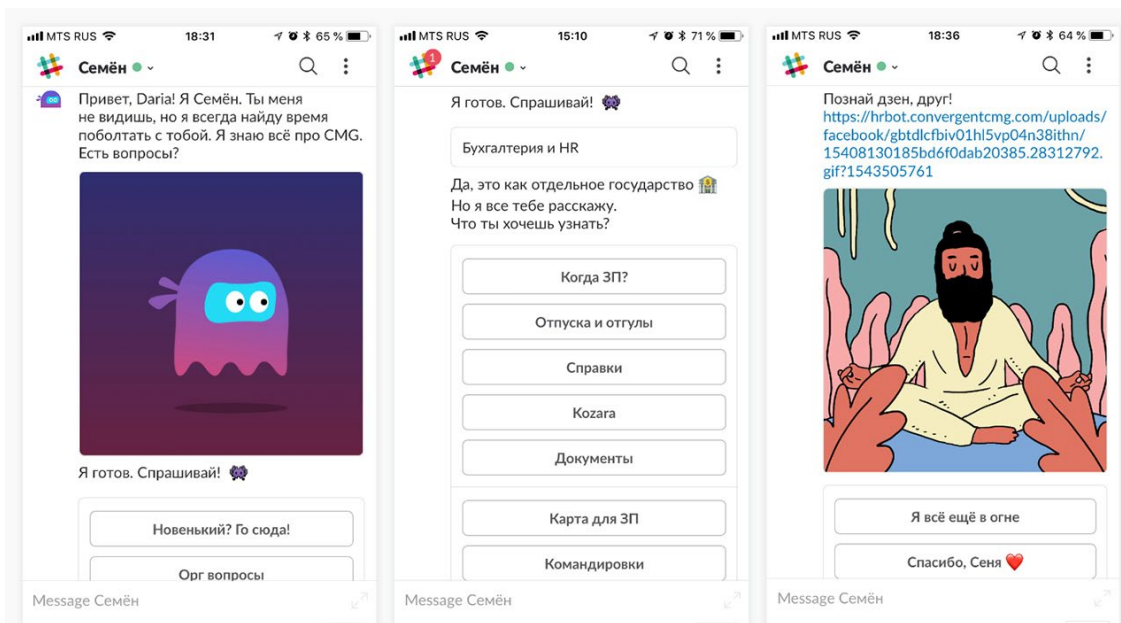 MTS RUS 18:31 65 %
Семён
Привет, Daria! Я Семён. Ты меня
не видишь, но я всегда найду время
поболтать с тобой. Я знаю всё про CMG.
Есть вопросы?
Я готов. Спрашивай!
Новенький? Го сюда!
Орг вопросы
Message Семён
MTS RUS 15:10 71 %
1
Семён
Я готов. Спрашивай!
Бухгалтерия и HR
Да, это как отдельное государство
Но я все тебе расскажу.
Что ты хочешь узнать?
Когда ЗП?
Отпуска и отгулы
Справки
Kozara
Документы
Карта для ЗП
Командировки
Message Семён
MTS RUS 18:36 64 %
Семён
Познай дзен, друг!
https://hrbot.convergentcmg.com/uploads/
facebook/gbtdlcfbiv01hl5vp04n38ithn/
15408130185bd6f0dab20385.28312792.
gif?1543505761
Я всё ещё в огне
Спасибо, Сеня ❤️
Message Семён